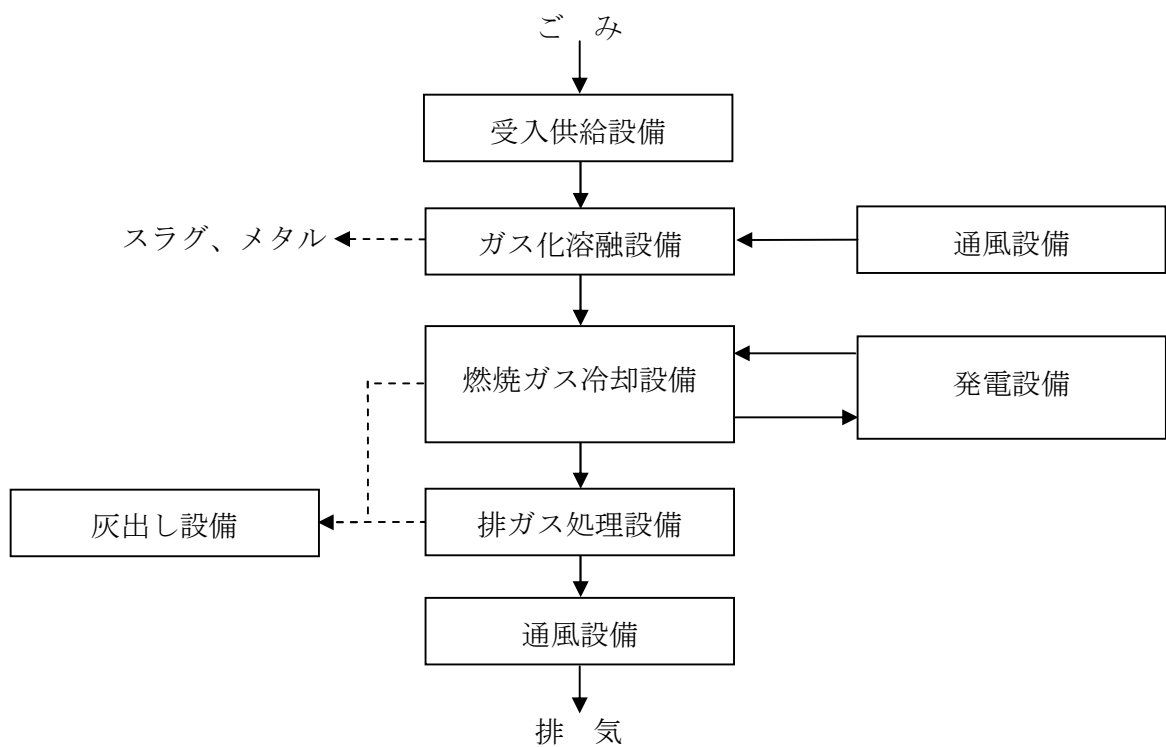 ご　み
受入供給設備
スラグ、メタル
ガス化溶融設備
通風設備
燃焼ガス冷却設備
発電設備
灰出し設備
排ガス処理設備
通風設備
排　気